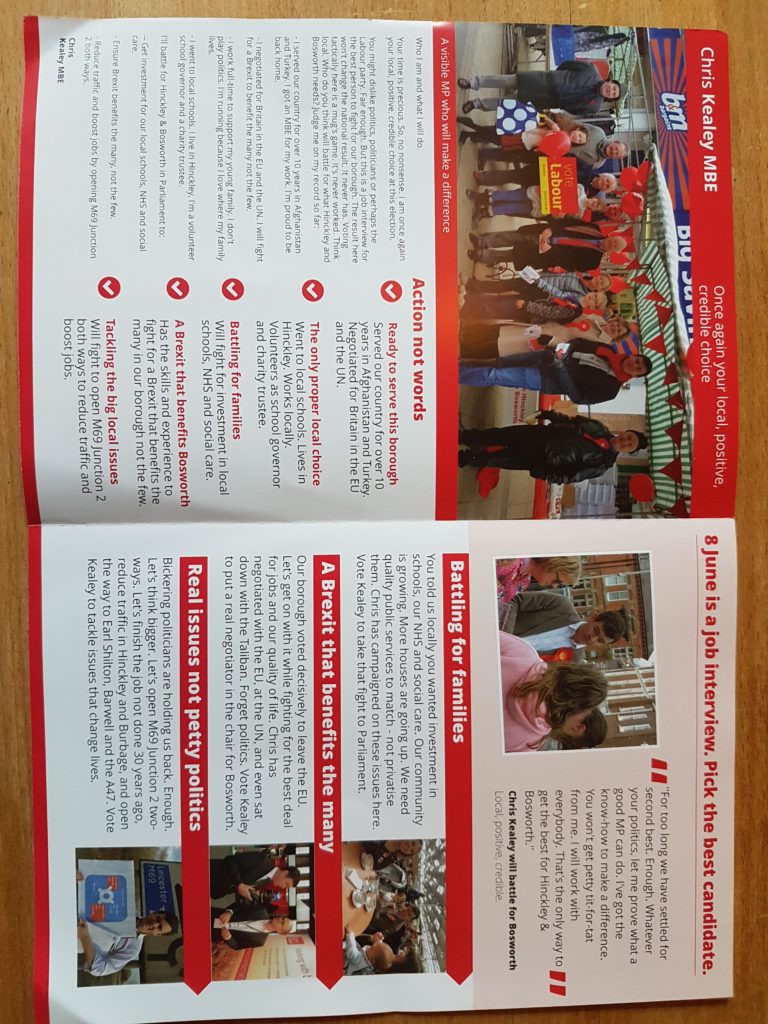 Chris Kealey MBE
Once again your local, positive,
credible choice
b&m
bargains
BIG Savin
vote
Labour
Hinckley
Bosworth
A visible MP who will make a difference
Who I am and what I will do.
Your time is precious. So, no nonsense. I am once again
your local, positive, credible choice at this election.
You might dislike politics, politicians or perhaps the
Labour party. Fair enough. But this is a job interview for
the best person to fight for our borough. The result here
won't change the national result. It never has. Voting
tactically here is a mug's game. It's never worked. Think
local. Who do you think will battle for what Hinckley and
Bosworth needs? Judge me on my record so far:
- I served our country for over 10 years in Afghanistan
and Turkey. I got an MBE for my work. I'm proud to be
back home.
- I negotiated for Britain in the EU and the UN. I will fight
for a Brexit to benefit the many not the few.
- I work full-time to support my young family. I don't
play politics. I'm running because I love where my family
lives.
- I went to local schools. I live in Hinckley. I'm a volunteer
school governor and a charity trustee.
I'll battle for Hinckley & Bosworth in Parliament to:
- Get investment for our local schools, NHS and social
care.
- Ensure Brexit benefits the many, not the few.
- Reduce traffic and boost jobs by opening M69 Junction
2 both ways.
Chris
Kealey MBE
Action not words
Ready to serve this borough
Served our country for over 10
years in Afghanistan and Turkey.
Negotiated for Britain in the EU
and the UN.
The only proper local choice
Went to local schools. Lives in
Hinckley. Works locally.
Volunteers as school governor
and charity trustee.
Battling for families
Will fight for investment in local
schools, NHS and social care.
A Brexit that benefits Bosworth
Has the skills and experience to
fight for a Brexit that benefits the
many in our borough not the few.
Tackling the big local issues
Will fight to open M69 Junction 2
both ways to reduce traffic and
boost jobs.
8 June is a job interview. Pick the best candidate.
"For too long we have settled for
second best. Enough. Whatever
your politics, let me prove what a
good MP can do. I've got the
know-how to make a difference.
You won't get petty tit-for-tat
from me. I will work with
everybody. That's the only way to
get the best for Hinckley &
Bosworth."
Chris Kealey will battle for Bosworth
Local, positive, credible.
Battling for families
You told us locally you wanted investment in
schools, our NHS and social care. Our community
is growing. More houses are going up. We need
quality public services to match - not privatise
them. Chris has campaigned on these issues here.
Vote Kealey to take that fight to Parliament.
A Brexit that benefits the many
Our borough voted decisively to leave the EU.
Let's get on with it while fighting for the best deal
for jobs and our quality of life. Chris has
negotiated with the EU, at the UN, and even sat
down with the Taliban. Forget politics. Vote Kealey
to put a real negotiator in the chair for Bosworth.
Real issues not petty politics
Bickering politicians are holding us back. Enough.
Let's think bigger. Let's open M69 Junction 2 two-
ways. Let's finish the job not done 30 years ago,
reduce traffic in Hinckley and Burbage, and open
the way to Earl Shilton, Barwell and the A47. Vote
Kealey to tackle issues that change lives.
Leicester
M69